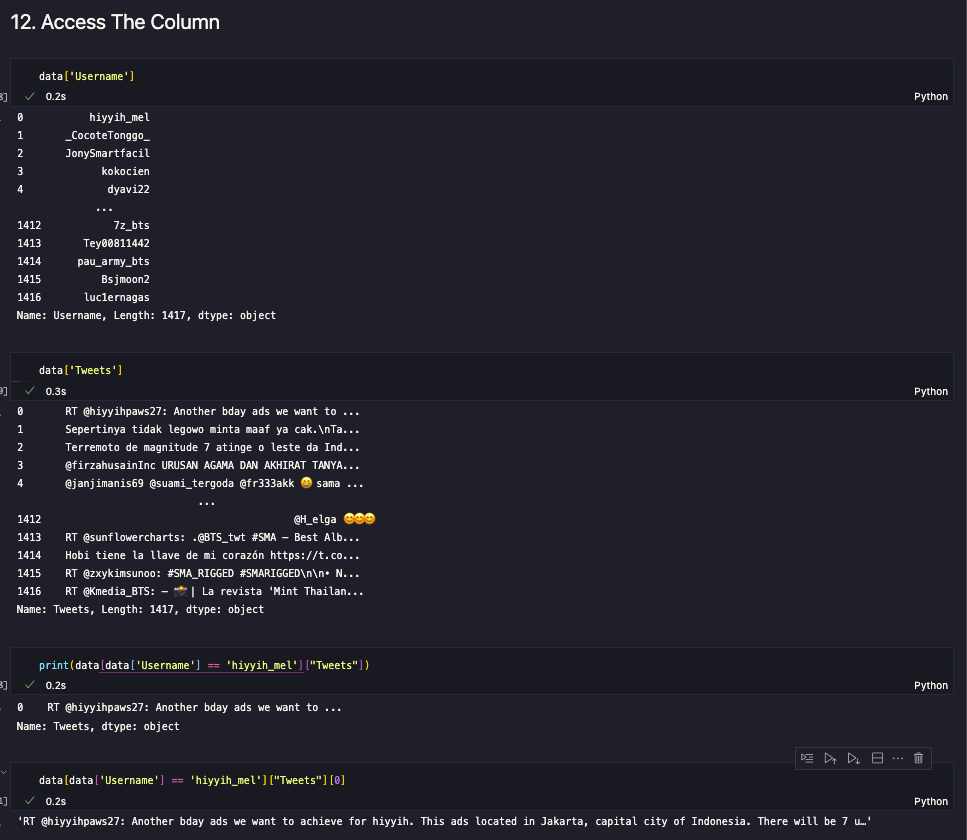 12. Access The Column
data['Username']
0.2s
Python
0 hiyyih_mel
1 _CocoteTonggo_
2 JonySmartfacil
3 kokocien
4 dyavi22
...
1412 7z_bts
1413 Tey00811442
1414 pau_army_bts
1415 Bsjmoon2
1416 luc1ernagas
Name: Username, Length: 1417, dtype: object
data['Tweets']
0.3s
Python
0 RT @hiyyihpaws27: Another bday ads we want to ...
1 Sepertinya tidak legowo minta maaf ya cak.\nTa...
2 Terremoto de magnitude 7 atinge o leste da Ind...
3 @firzahusainInc URUSAN AGAMA DAN AKHIRAT TANYA...
4 @janjimanis69 @suami_tergoda @fr333akk 😆 sama ...
...
1412 @H_elga 😊😊😊
1413 RT @sunflowercharts: .@BTS_twt #SMA — Best Alb...
1414 Hobi tiene la llave de mi corazón https://t.co...
1415 RT @zxykimsunoo: #SMA_RIGGED #SMARIGGED\n\n• N...
1416 RT @Kmedia_BTS: — 📸 | La revista 'Mint Thailan...
Name: Tweets, Length: 1417, dtype: object
print(data[data['Username'] == 'hiyyih_mel']["Tweets"])
0.2s
Python
0 RT @hiyyihpaws27: Another bday ads we want to ...
Name: Tweets, dtype: object
data[data['Username'] == 'hiyyih_mel']["Tweets"][0]
0.2s
Python
'RT @hiyyihpaws27: Another bday ads we want to achieve for hiyyih. This ads located in Jakarta, capital city of Indonesia. There will be 7 u…'